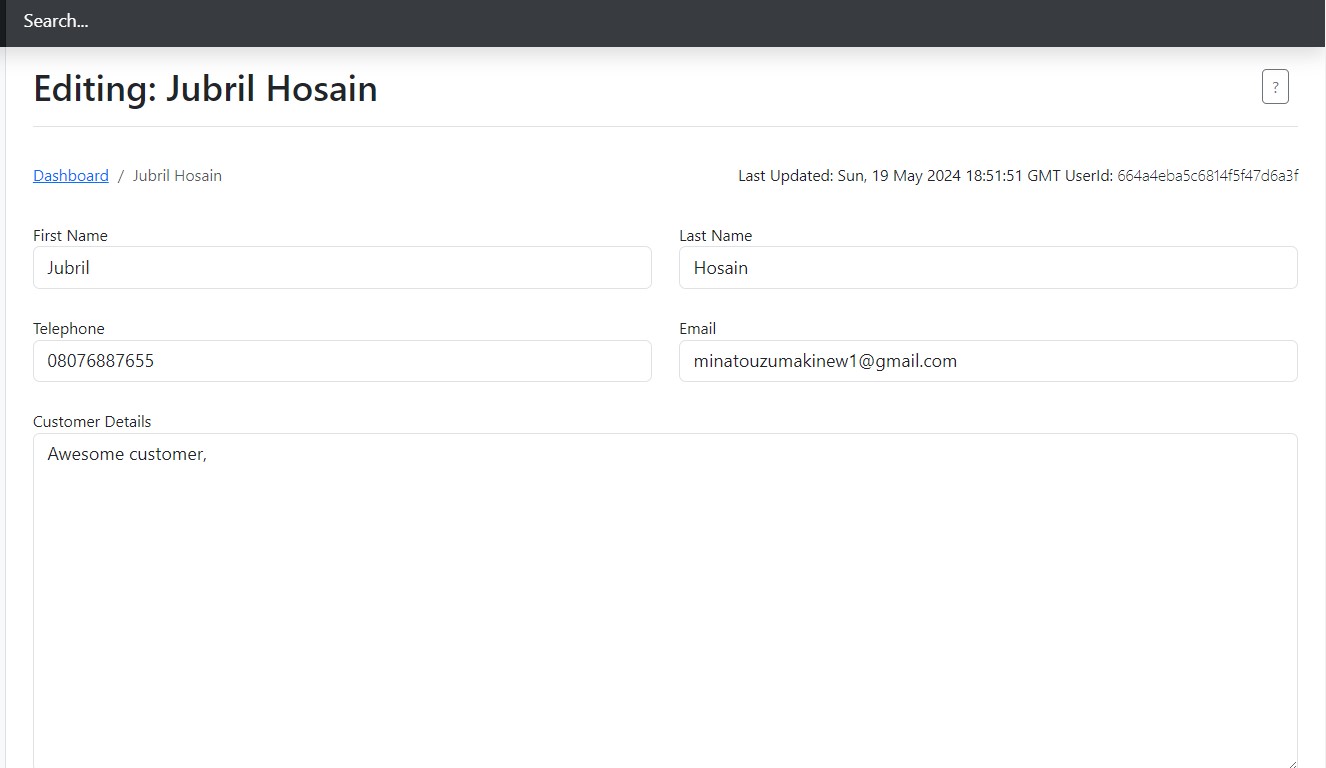 Search...
Editing: Jubril Hosain
?
Dashboard / Jubril Hosain
Last Updated: Sun, 19 May 2024 18:51:51 GMT UserId: 664a4eba5c6814f5f47d6a3f
First Name
Last Name
Jubril
Hosain
Telephone
Email
08076887655
minatouzumakinew1@gmail.com
Customer Details
Awesome customer,